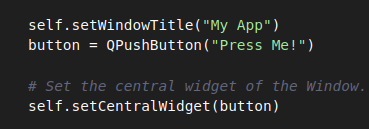 self.setWindowTitle("My App")
button = QPushButton("Press Me!")
# Set the central widget of the Window.
self.setCentralWidget(button)